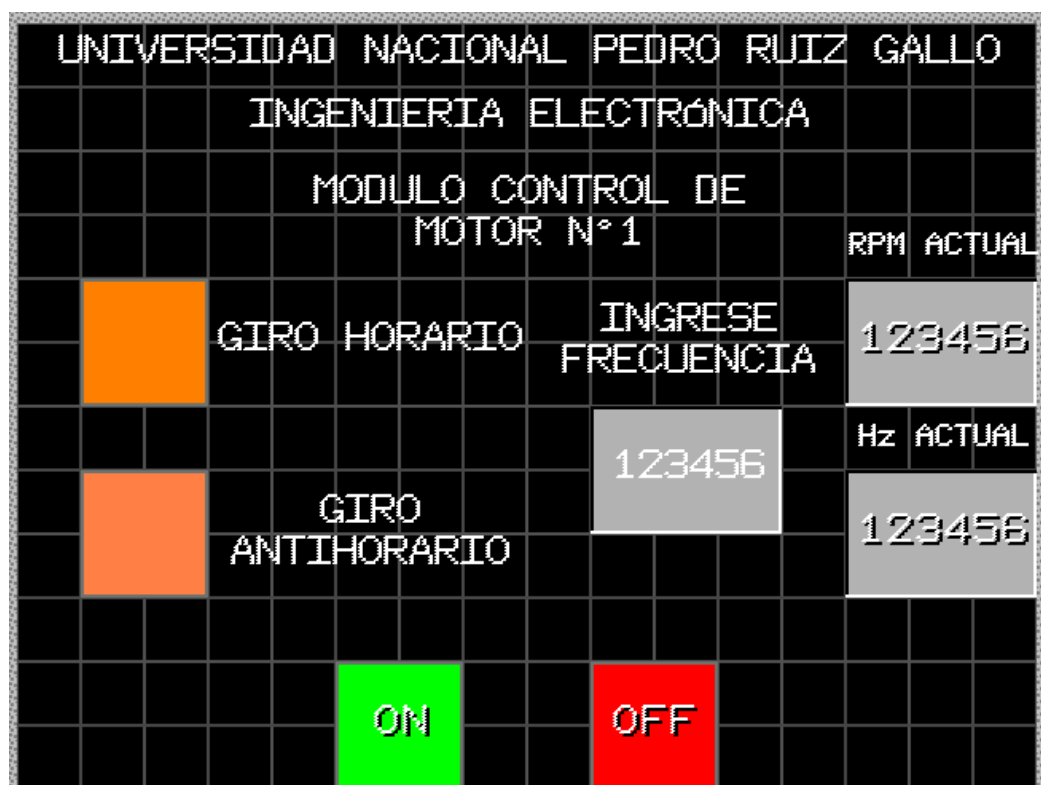 UNIVERSIDAD NACIONAL PEDRO RUIZ GALLO
INGENIERIA ELECTRóNICA
MODULO CONTROL DE
MOTOR N°1
RPM ACTUAL
GIRO HORARIO
INGRESE
FRECUENCIA
123456
Hz ACTUAL
123456
GIRO
ANTIHORARIO
123456
ON
OFF